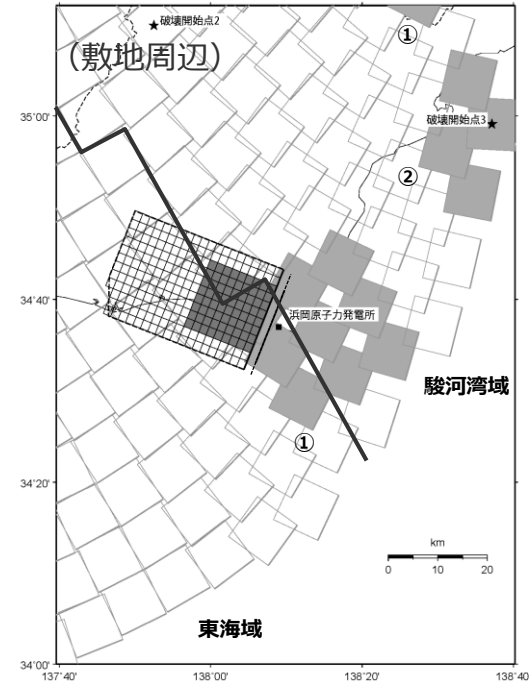 破壊開始点2
(敷地周辺)
①
35˚00'
破壊開始点3
②
34˚40'
浜岡原子力発電所
駿河湾域
①
34˚20'
km
0 10 20
東海域
34˚00'
137˚40' 138˚00' 138˚20' 138˚40'